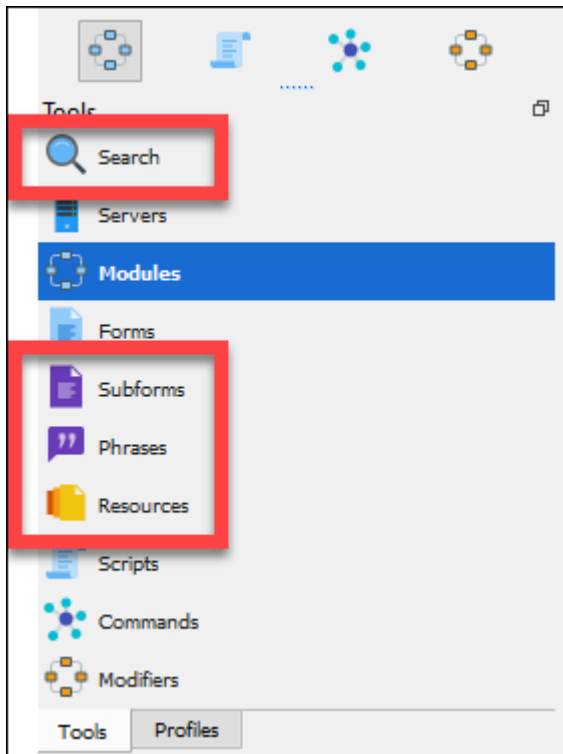 Tools
Search
Servers
Modules
Forms
Subforms
Phrases
Resources
Scripts
Commands
Modifiers
Tools
Profiles